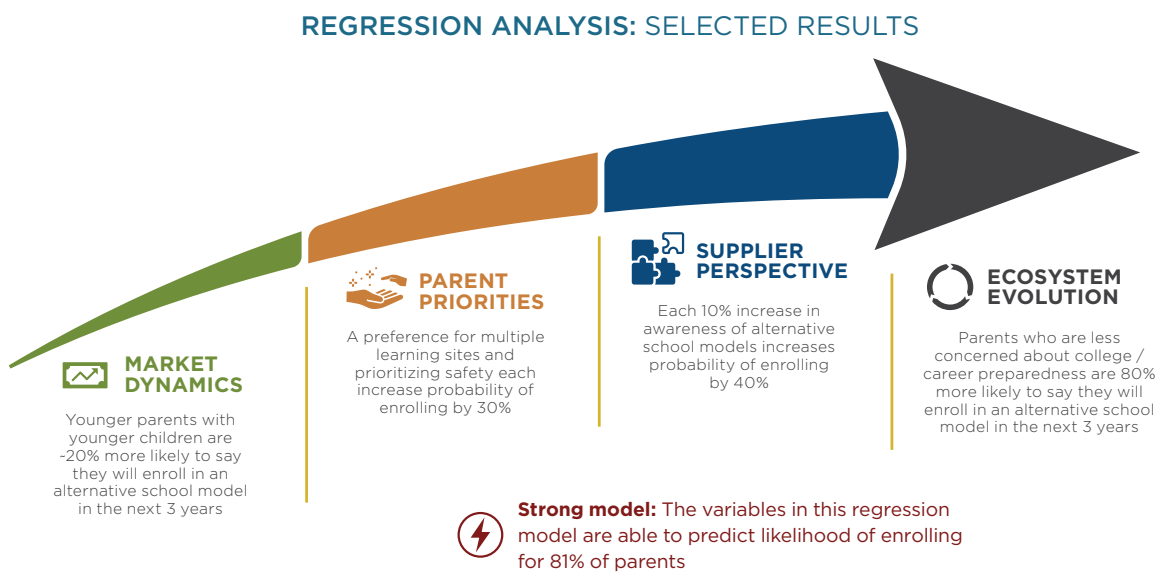 REGRESSION ANALYSIS: SELECTED RESULTS
MARKET
DYNAMICS
Younger parents with
younger children are
~20% more likely to say
they will enroll in an
alternative school model
in the next 3 years
PARENT
PRIORITIES
A preference for multiple
learning sites and
prioritizing safety each
increase probability of
enrolling by 30%
SUPPLIER
PERSPECTIVE
Each 10% increase in
awareness of alternative
school models increases
probability of enrolling
by 40%
ECOSYSTEM
EVOLUTION
Parents who are less
concerned about college /
career preparedness are 80%
more likely to say they will
enroll in an alternative school
model in the next 3 years
Strong model: The variables in this regression
model are able to predict likelihood of enrolling
for 81% of parents